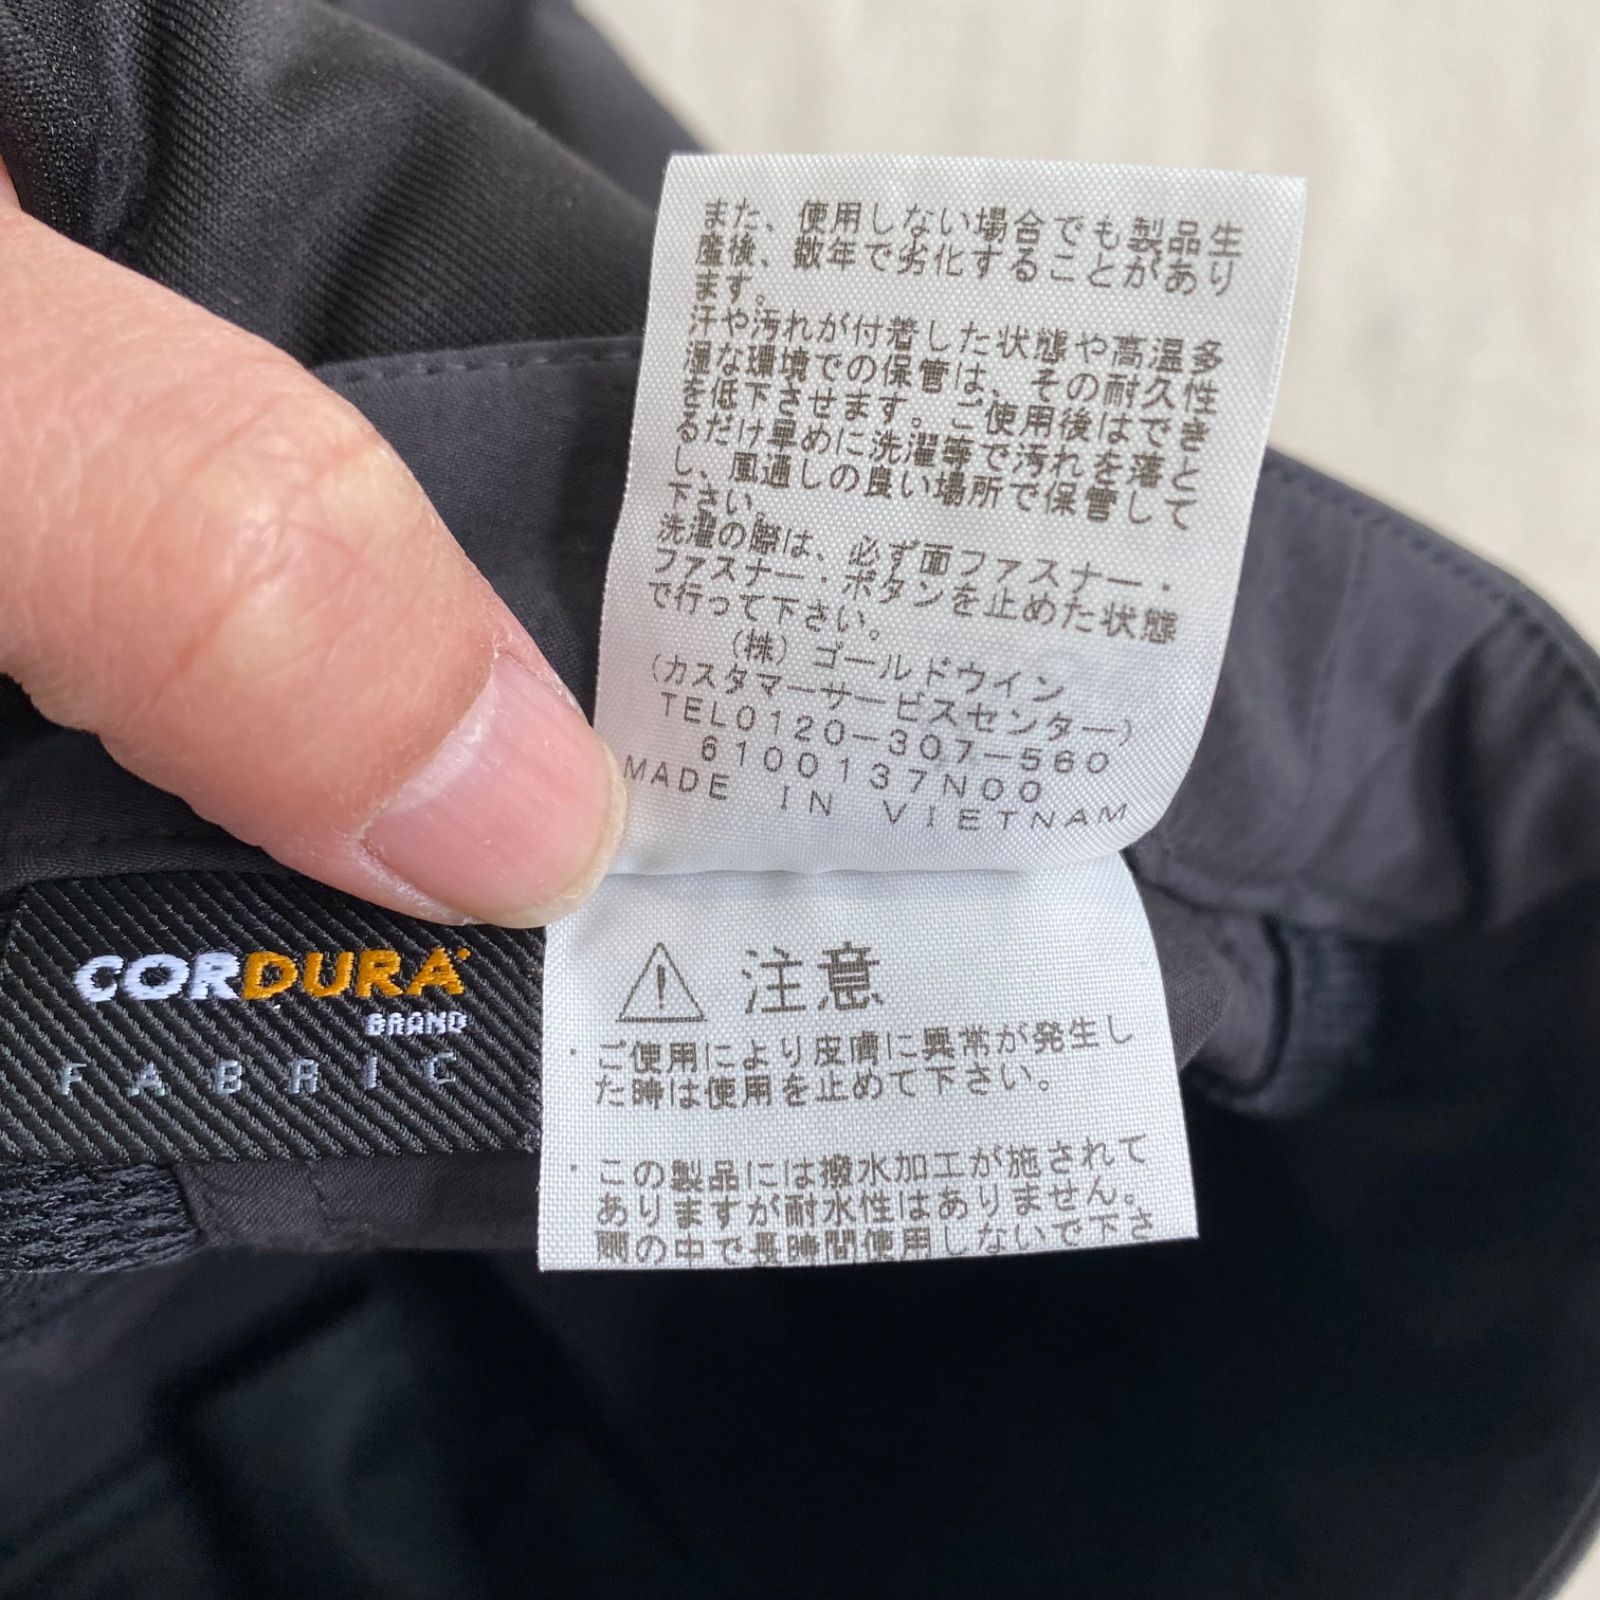 また、使用しない場合でも製品生
産後、数年で劣化することがあり
ます。
汗や汚れが付着した状態や高温多
湿な環境での保管は、その耐久性
を低下させます。ご使用後はでき
るだけ早めに洗濯等で汚れを落と
し、風通しの良い場所で保管して
下さい。
洗濯の際は、必ず面ファスナー・
ファスナー・ボタンを止めた状態
で行って下さい。
(株)ゴールドウイン
(カスタマーサービスセンター)
TEL0120-307-560
6100137N00
MADE IN VIETNAM
CORDURA
BRAND
FABRIC
注意
・ご使用により皮膚に異常が発生し
た時は使用を止めて下さい。
・この製品には撥水加工が施されて
ありますが耐水性はありません。
の中で長時間使用しないで下さ